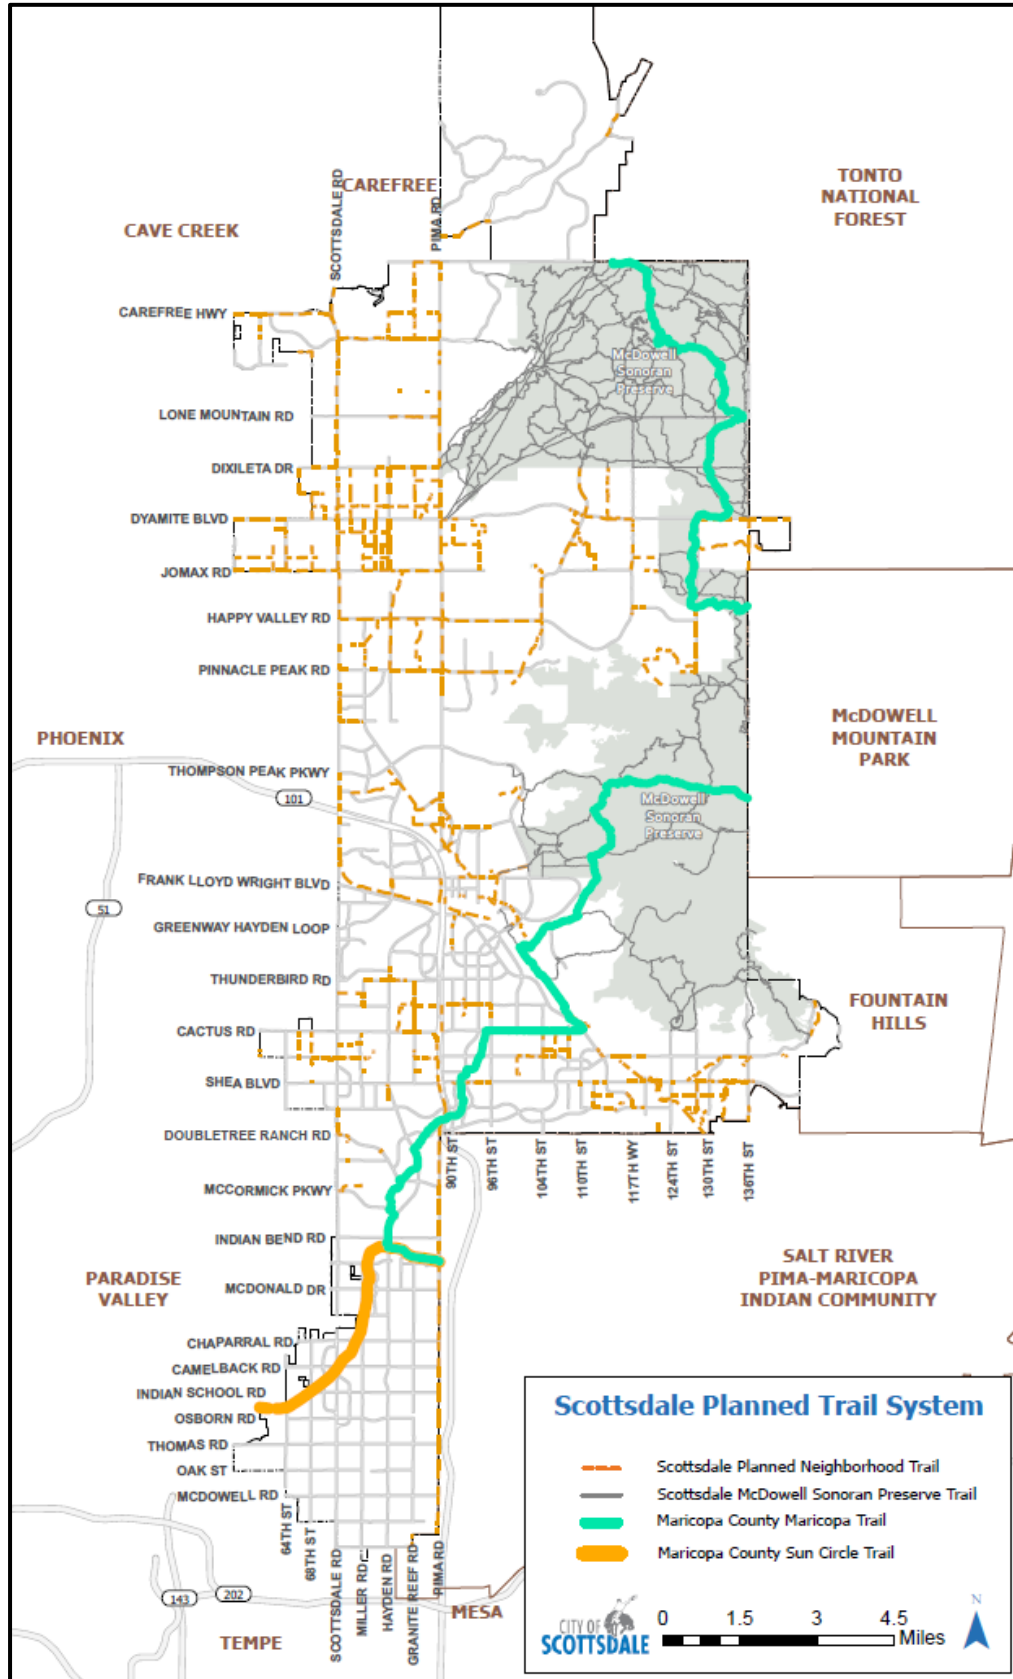 CAREFREE
TONTO
NATIONAL
FOREST
CAVE CREEK
SCOTTSDALE RD
PIMA RD
CAREFREE HWY
McDowell
Sonoran
Preserve
LONE MOUNTAIN RD
DIXILETA DR
DYAMITE BLVD
JOMAX RD
HAPPY VALLEY RD
PINNACLE PEAK RD
PHOENIX
McDOWELL
MOUNTAIN
PARK
THOMPSON PEAK PKWY
101
McDowell
Sonoran
Preserve
FRANK LLOYD WRIGHT BLVD
51
GREENWAY HAYDEN LOOP
THUNDERBIRD RD
FOUNTAIN
HILLS
CACTUS RD
SHEA BLVD
DOUBLETREE RANCH RD
90TH ST
96TH ST
104TH ST
110TH ST
117TH WY
124TH ST
130TH ST
136TH ST
MCCORMICK PKWY
INDIAN BEND RD
SALT RIVER
PIMA-MARICOPA
INDIAN COMMUNITY
PARADISE
VALLEY
MCDONALD DR
CHAPARRAL RD
CAMELBACK RD
INDIAN SCHOOL RD
OSBORN RD
THOMAS RD
OAK ST
MCDOWELL RD
64TH ST
68TH ST
SCOTTSDALE RD
MILLER RD
HAYDEN RD
GRANITE REEF RD
PIMA RD
143
202
MESA
TEMPE
Scottsdale Planned Trail System
Scottsdale Planned Neighborhood Trail
Scottsdale McDowell Sonoran Preserve Trail
Maricopa County Maricopa Trail
Maricopa County Sun Circle Trail
CITY OF
SCOTTSDALE
0 1.5 3 4.5
Miles
N